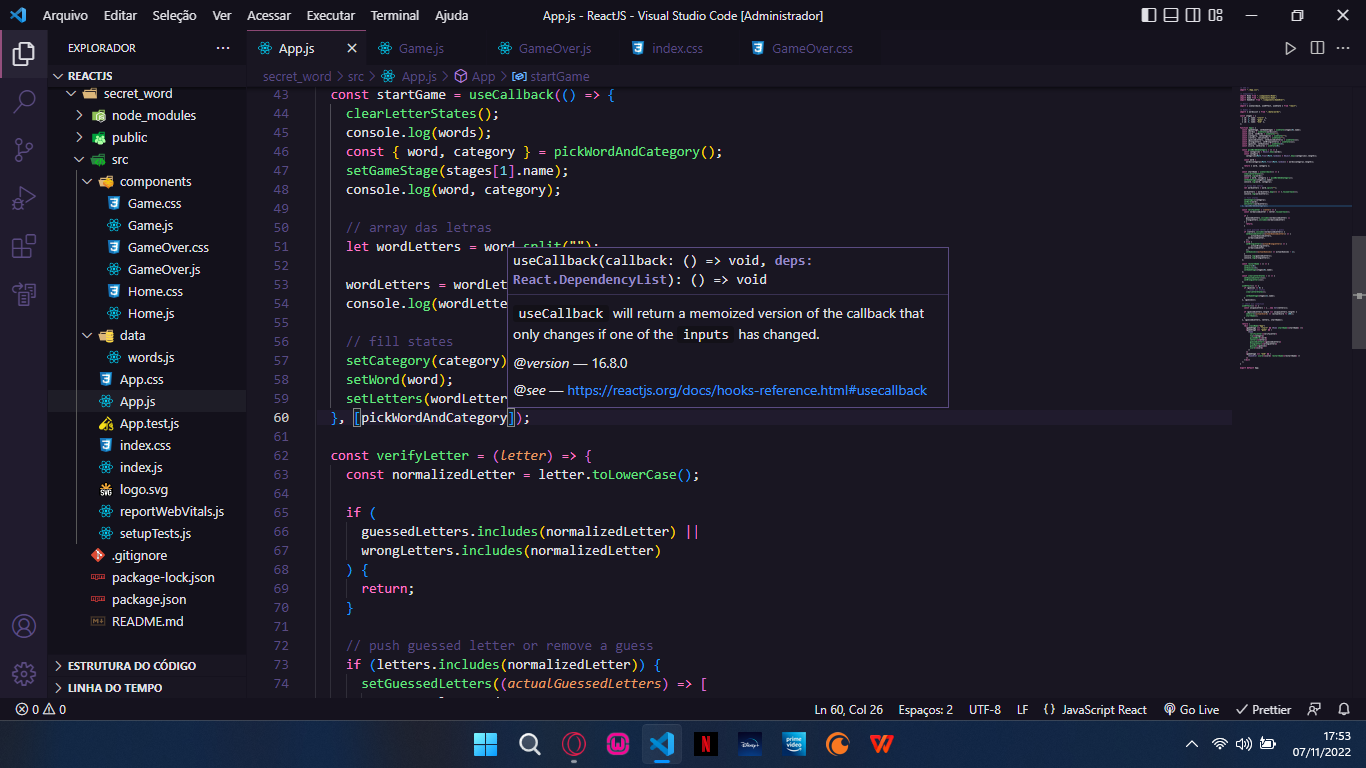 Arquivo Editar Seleção Ver Acessar Executar Terminal Ajuda
App.js - ReactJS - Visual Studio Code [Administrador]
EXPLORADOR
REACTJS
secret_word
node_modules
public
src
components
Game.css
Game.js
GameOver.css
GameOver.js
Home.css
Home.js
data
words.js
App.css
App.js
App.test.js
index.css
index.js
logo.svg
reportWebVitals.js
setupTests.js
.gitignore
package-lock.json
package.json
README.md
ESTRUTURA DO CÓDIGO
LINHA DO TEMPO
App.js Game.js GameOver.js index.css GameOver.css
secret_word > src > App.js > App > startGame
43 const startGame = useCallback(() => {
44 clearLetterStates();
45 console.log(words);
46 const { word, category } = pickWordAndCategory();
47 setGameStage(stages[1].name);
48 console.log(word, category);
49
50 // array das letras
51 let wordLetters = word.split("");
52
53 wordLetters = wordLet
54 console.log(wordLette
55
56 // fill states
57 setCategory(category)
58 setWord(word);
59 setLetters(wordLetter
60 }, [pickWordAndCategory]);
61
62 const verifyLetter = (letter) => {
63 const normalizedLetter = letter.toLowerCase();
64
65 if (
66 guessedLetters.includes(normalizedLetter) ||
67 wrongLetters.includes(normalizedLetter)
68 ) {
69 return;
70 }
71
72 // push guessed letter or remove a guess
73 if (letters.includes(normalizedLetter)) {
74 setGuessedLetters((actualGuessedLetters) => [
useCallback(callback: () => void, deps:
React.DependencyList): () => void
useCallback will return a memoized version of the callback that
only changes if one of the inputs has changed.
@version — 16.8.0
@see — https://reactjs.org/docs/hooks-reference.html#usecallback
0 0 Ln 60, Col 26 Espaços: 2 UTF-8 LF {} JavaScript React Go Live Prettier
17:53
07/11/2022